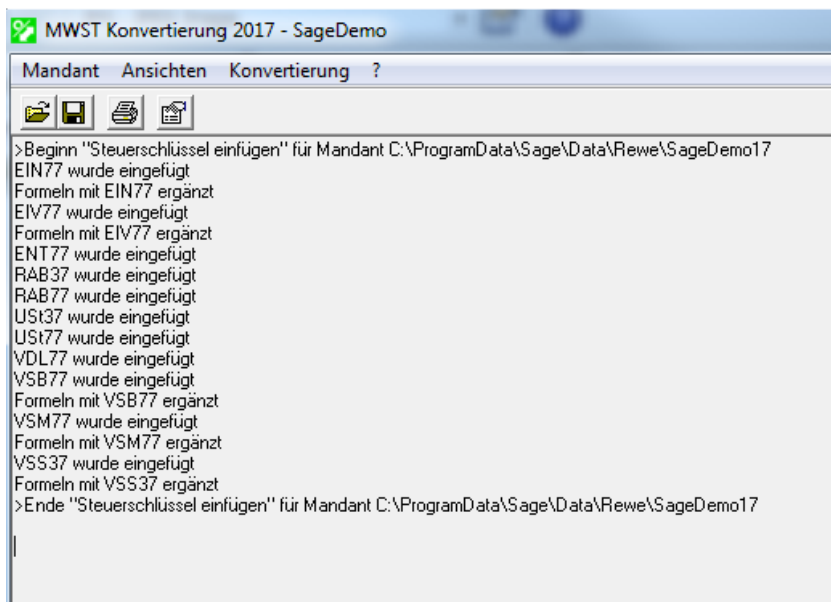 MWST Konvertierung 2017 - SageDemo
Mandant Ansichten Konvertierung ?
>Beginn "Steuerschlüssel einfügen" für Mandant C:\ProgramData\Sage\Data\Rewe\SageDemo17
EIN77 wurde eingefügt
Formeln mit EIN77 ergänzt
EIV77 wurde eingefügt
Formeln mit EIV77 ergänzt
ENT77 wurde eingefügt
RAB37 wurde eingefügt
RAB77 wurde eingefügt
USt37 wurde eingefügt
USt77 wurde eingefügt
VDL77 wurde eingefügt
VSB77 wurde eingefügt
Formeln mit VSB77 ergänzt
VSM77 wurde eingefügt
Formeln mit VSM77 ergänzt
VSS37 wurde eingefügt
Formeln mit VSS37 ergänzt
>Ende "Steuerschlüssel einfügen" für Mandant C:\ProgramData\Sage\Data\Rewe\SageDemo17